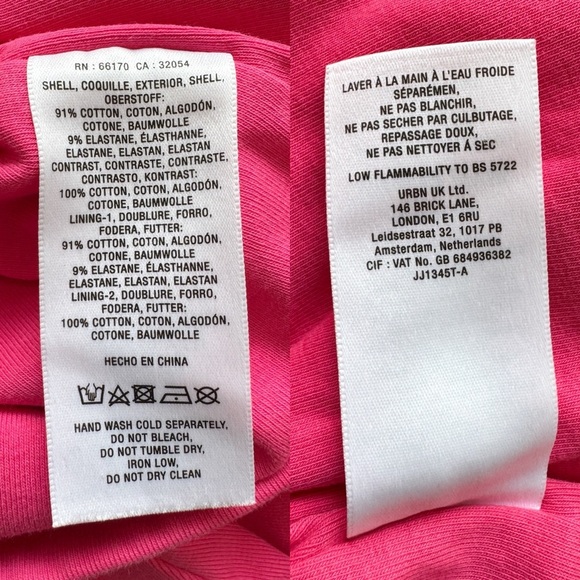 RN : 66170 CA : 32054
SHELL, COQUILLE, EXTERIOR, SHELL,
OBERSTOFF:
91% COTTON, COTON, ALGODÓN,
COTONE, BAUMWOLLE
9% ELASTANE, ÉLASTHANNE,
ELASTANE, ELASTAN, ELASTAN
CONTRAST, CONTRASTE, CONTRASTE,
CONTRASTO, KONTRAST:
100% COTTON, COTON, ALGODÓN,
COTONE, BAUMWOLLE
LINING-1, DOUBLURE, FORRO,
FODERA, FUTTER:
91% COTTON, COTON, ALGODÓN,
COTONE, BAUMWOLLE
9% ELASTANE, ÉLASTHANNE,
ELASTANE, ELASTAN, ELASTAN
LINING-2, DOUBLURE, FORRO,
FODERA, FUTTER:
100% COTTON, COTON, ALGODÓN,
COTONE, BAUMWOLLE
HECHO EN CHINA
HAND WASH COLD SEPARATELY,
DO NOT BLEACH,
DO NOT TUMBLE DRY,
IRON LOW,
DO NOT DRY CLEAN
LAVER À LA MAIN À L'EAU FROIDE
SÉPARÉMEN,
NE PAS BLANCHIR,
NE PAS SÉCHER PAR CULBUTAGE,
REPASSAGE DOUX,
NE PAS NETTOYER Á SEC
LOW FLAMMABILITY TO BS 5722
URBN UK Ltd.
146 BRICK LANE,
LONDON, E1 6RU
Leidsestraat 32, 1017 PB
Amsterdam, Netherlands
CIF : VAT No. GB 684936382
JJ1345T-A